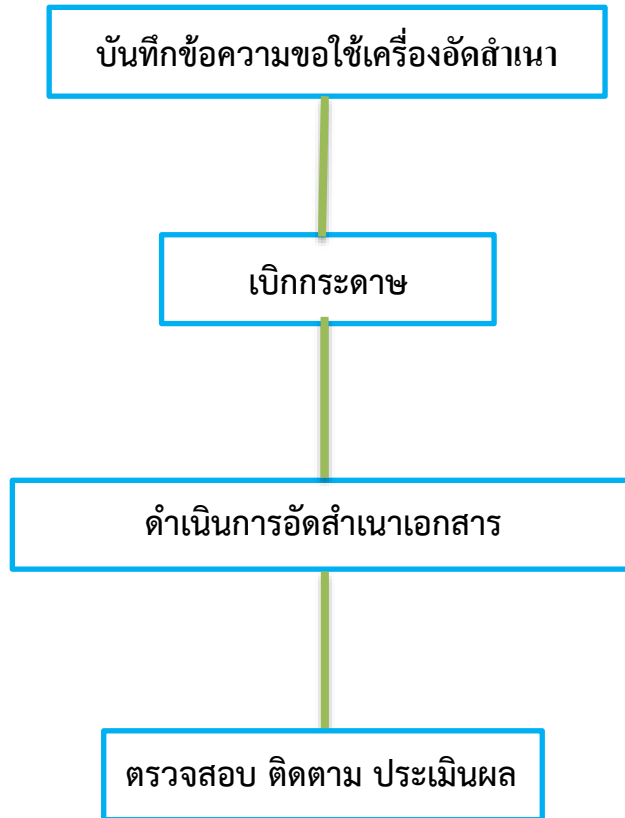 บันทึกข้อความขอใช้เครื่องอัดสำเนา
เบิกกระดาษ
ดำเนินการอัดสำเนาเอกสาร
ตรวจสอบ ติดตาม ประเมินผล